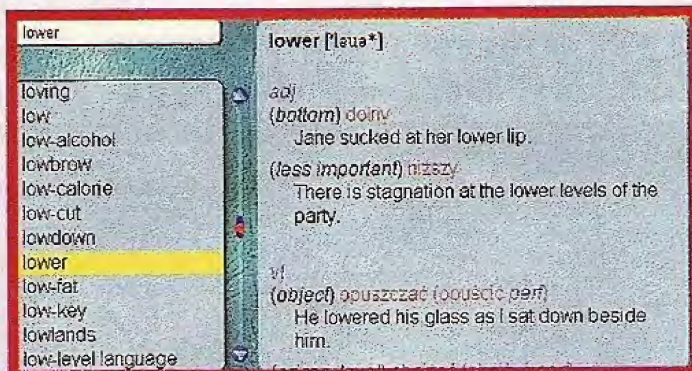 lower
loving
low
low-alcohol
lowbrow
low-calorie
low-cut
lowdown
lower
low-fat
low-key
lowlands
low-level language
lower ['ləuə*]
adj
(bottom) dolny
Jane sucked at her lower lip.
(less important) niższy
There is stagnation at the lower levels of the
party.
vt
(object) opuszczać (opuścić perf)
He lowered his glass as I sat down beside
him.